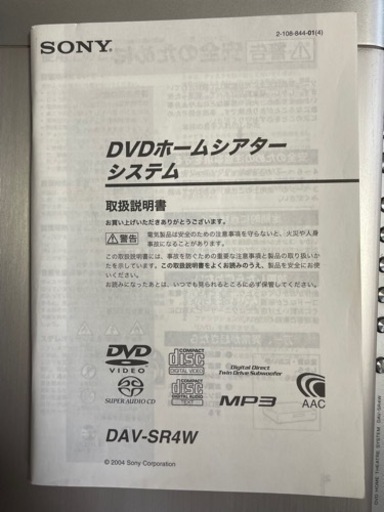 2-108-844-01(4)
SONY
DVDホームシアター
システム
取扱説明書
お買い上げいただきありがとうございます。
警告
電気製品は安全のための注意事項を守らないと、火災や人身
事故になることがあります。
この取扱説明書には、事故を防ぐための重要な注意事項と製品の取り扱いか
たを示しています。この取扱説明書をよくお読みのうえ、製品を安全にお使
いください。
お読みになったあとは、いつでも見られるところに必ず保管してください。
DVD
VIDEO
COMPACT
disc
DIGITAL VIDEO
Digital Direct
Twin Drive Subwoofer
SUPER AUDIO CD
COMPACT
disc
DIGITAL AUDIO
TEXT
MP3
AAC
DAV-SR4W
© 2004 Sony Corporation